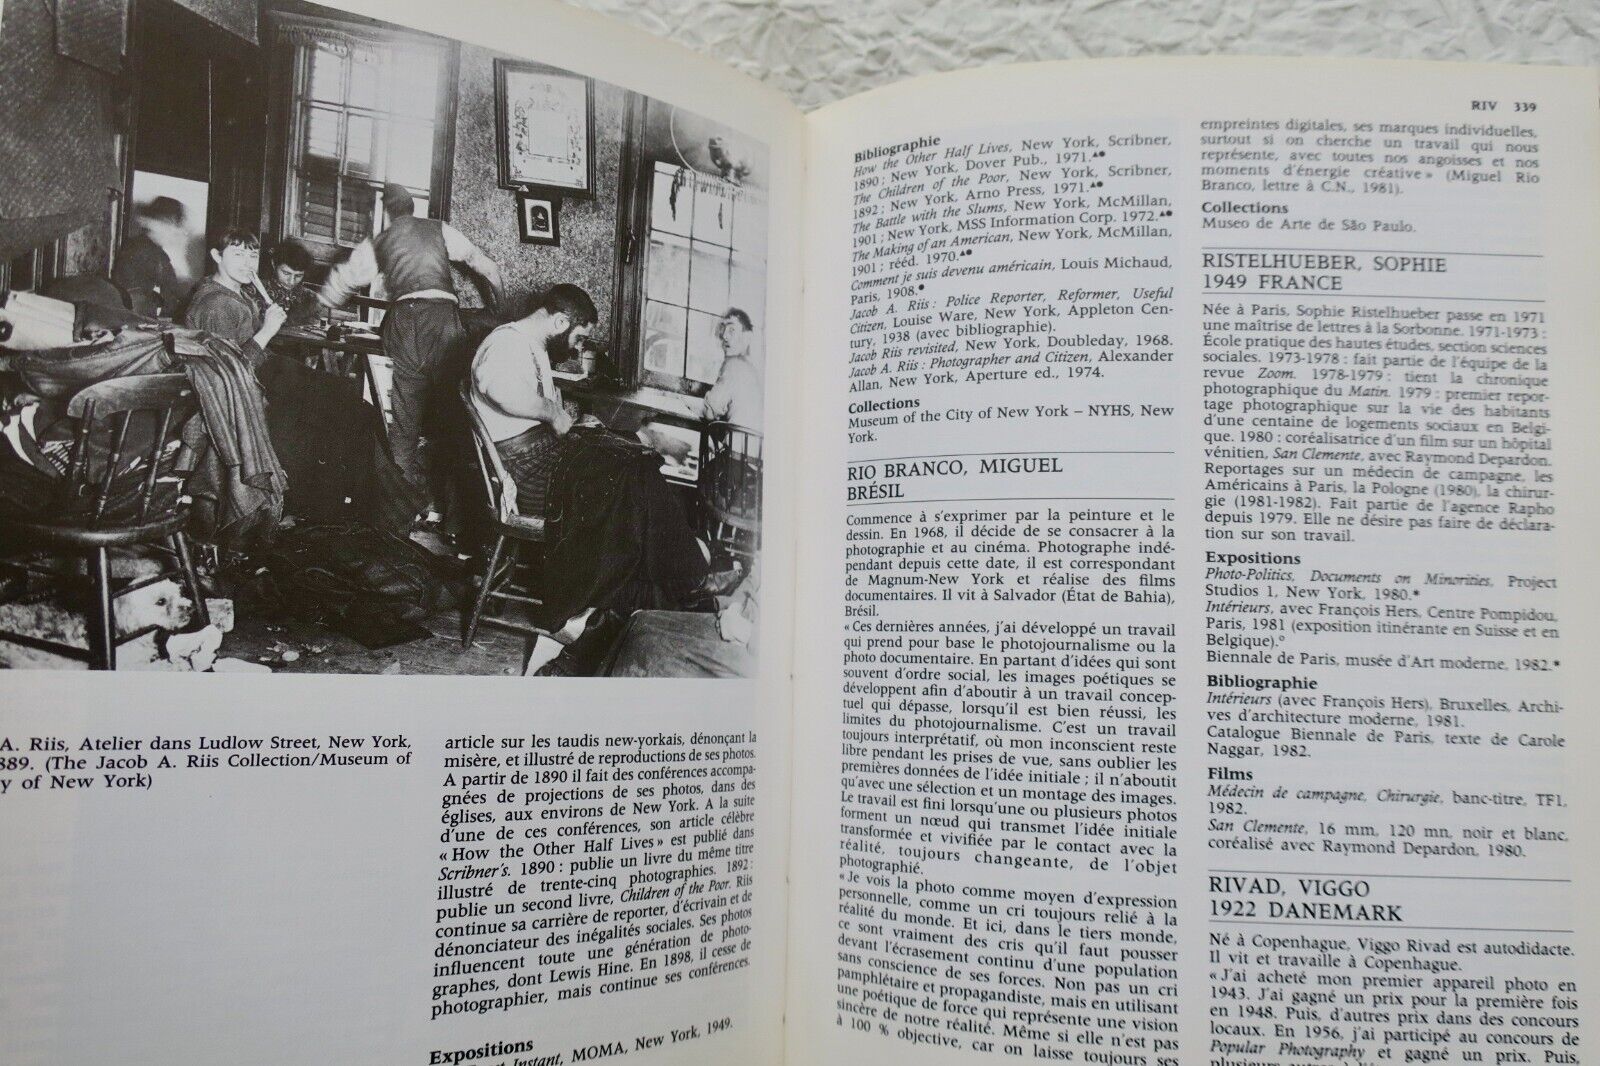 A. Riis, Atelier dans Ludlow Street, New York,
889. (The Jacob A. Riis Collection/Museum of
y of New York)
article sur les taudis new-yorkais, dénonçant la
misère, et illustré de reproductions de ses photos.
A partir de 1890 il fait des conférences accompa-
gnées de projections de ses photos, dans des
églises, aux environs de New York. A la suite
d'une de ces conférences, son article célèbre
« How the Other Half Lives » est publié dans
Scribner's. 1890 : publie un livre du même titre
illustré de trente-cinq photographies. 1892 :
publie un second livre, Children of the Poor. Riis
continue sa carrière de reporter, d'écrivain et de
dénonciateur des inégalités sociales. Ses photos
influencent toute une génération de photo-
graphes, dont Lewis Hine. En 1898, il cesse de
photographier, mais continue ses conférences.
Expositions
Instant, MOMA, New York, 1949.
RIV 339
Bibliographie
How the Other Half Lives, New York, Scribner,
1890 ; New York, Dover Pub., 1971.▲●
The Children of the Poor, New York, Scribner,
1892 ; New York, Arno Press, 1971.▲●
The Battle with the Slums, New York, McMillan,
1901 ; New York, MSS Information Corp. 1972.▲●
The Making of an American, New York, McMillan,
1901 ; rééd. 1970.▲●
Comment je suis devenu américain, Louis Michaud,
Paris, 1908.●
Jacob A. Riis : Police Reporter, Reformer, Useful
Citizen, Louise Ware, New York, Appleton Cen-
tury, 1938 (avec bibliographie).
Jacob Riis revisited, New York, Doubleday, 1968.
Jacob A. Riis : Photographer and Citizen, Alexander
Allan, New York, Aperture ed., 1974.
Collections
Museum of the City of New York – NYHS, New
York.
RIO BRANCO, MIGUEL
BRÉSIL
Commence à s'exprimer par la peinture et le
dessin. En 1968, il décide de se consacrer à la
photographie et au cinéma. Photographe indé-
pendant depuis cette date, il est correspondant
de Magnum-New York et réalise des films
documentaires. Il vit à Salvador (État de Bahia),
Brésil.
« Ces dernières années, j'ai développé un travail
qui prend pour base le photojournalisme ou la
photo documentaire. En partant d'idées qui sont
souvent d'ordre social, les images poétiques se
développent afin d'aboutir à un travail concep-
tuel qui dépasse, lorsqu'il est bien réussi, les
limites du photojournalisme. C'est un travail
toujours interprétatif, où mon inconscient reste
libre pendant les prises de vue, sans oublier les
premières données de l'idée initiale ; il n'aboutit
qu'avec une sélection et un montage des images.
Le travail est fini lorsqu'une ou plusieurs photos
forment un nœud qui transmet l'idée initiale
transformée et vivifiée par le contact avec la
réalité, toujours changeante, de l'objet
photographié.
« Je vois la photo comme moyen d'expression
personnelle, comme un cri toujours relié à la
réalité du monde. Et ici, dans le tiers monde,
ce sont vraiment des cris qu'il faut pousser
devant l'écrasement continu d'une population
sans conscience de ses forces. Non pas un cri
pamphlétaire et propagandiste, mais en utilisant
une poétique de force qui représente une vision
sincère de notre réalité. Même si elle n'est pas
à 100 % objective, car on laisse toujours ses
empreintes digitales, ses marques individuelles,
surtout si on cherche un travail qui nous
représente, avec toutes nos angoisses et nos
moments d'énergie créative » (Miguel Rio
Branco, lettre à C.N., 1981).
Collections
Museo de Arte de São Paulo.
RISTELHUEBER, SOPHIE
1949 FRANCE
Née à Paris, Sophie Ristelhueber passe en 1971
une maîtrise de lettres à la Sorbonne. 1971-1973 :
École pratique des hautes études, section sciences
sociales. 1973-1978 : fait partie de l'équipe de la
revue Zoom. 1978-1979 : tient la chronique
photographique du Matin. 1979 : premier repor-
tage photographique sur la vie des habitants
d'une centaine de logements sociaux en Belgi-
que. 1980 : coréalisatrice d'un film sur un hôpital
vénitien, San Clemente, avec Raymond Depardon.
Reportages sur un médecin de campagne, les
Américains à Paris, la Pologne (1980), la chirur-
gie (1981-1982). Fait partie de l'agence Rapho
depuis 1979. Elle ne désire pas faire de déclara-
tion sur son travail.
Expositions
Photo-Politics, Documents on Minorities, Project
Studios 1, New York, 1980.*
Intérieurs, avec François Hers, Centre Pompidou,
Paris, 1981 (exposition itinérante en Suisse et en
Belgique).°
Biennale de Paris, musée d'Art moderne, 1982.*
Bibliographie
Intérieurs (avec François Hers), Bruxelles, Archi-
ves d'architecture moderne, 1981.
Catalogue Biennale de Paris, texte de Carole
Naggar, 1982.
Films
Médecin de campagne, Chirurgie, banc-titre, TF1,
1982.
San Clemente, 16 mm, 120 mn, noir et blanc,
coréalisé avec Raymond Depardon, 1980.
RIVAD, VIGGO
1922 DANEMARK
Né à Copenhague, Viggo Rivad est autodidacte.
Il vit et travaille à Copenhague.
« J'ai acheté mon premier appareil photo en
1943. J'ai gagné un prix pour la première fois
en 1948. Puis, d'autres prix dans des concours
locaux. En 1956, j'ai participé au concours de
Popular Photography et gagné un prix. Puis,
plusieurs autres à